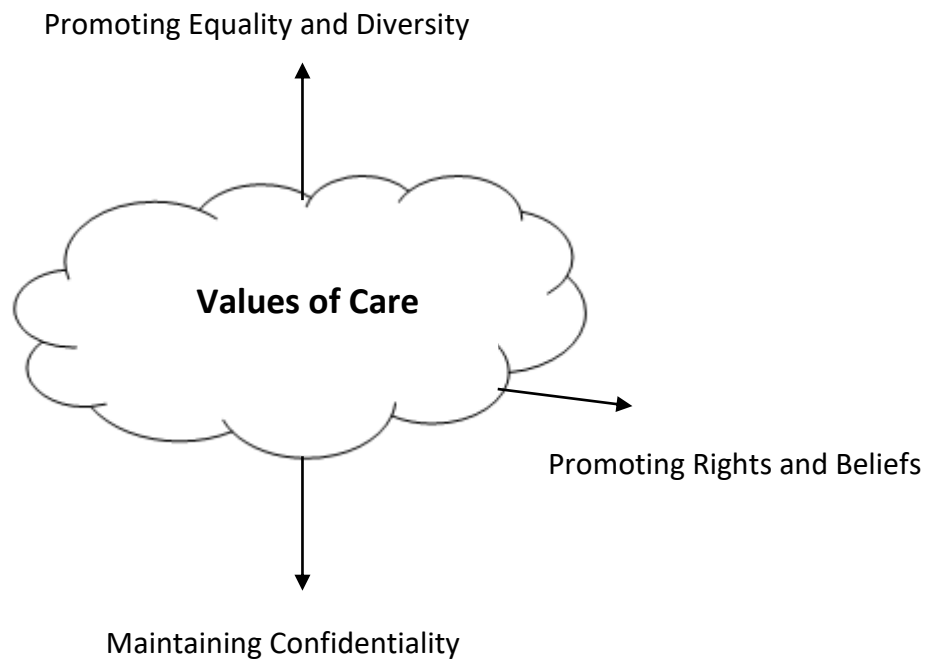 Promoting Equality and Diversity
Values of Care
Promoting Rights and Beliefs
Maintaining Confidentiality